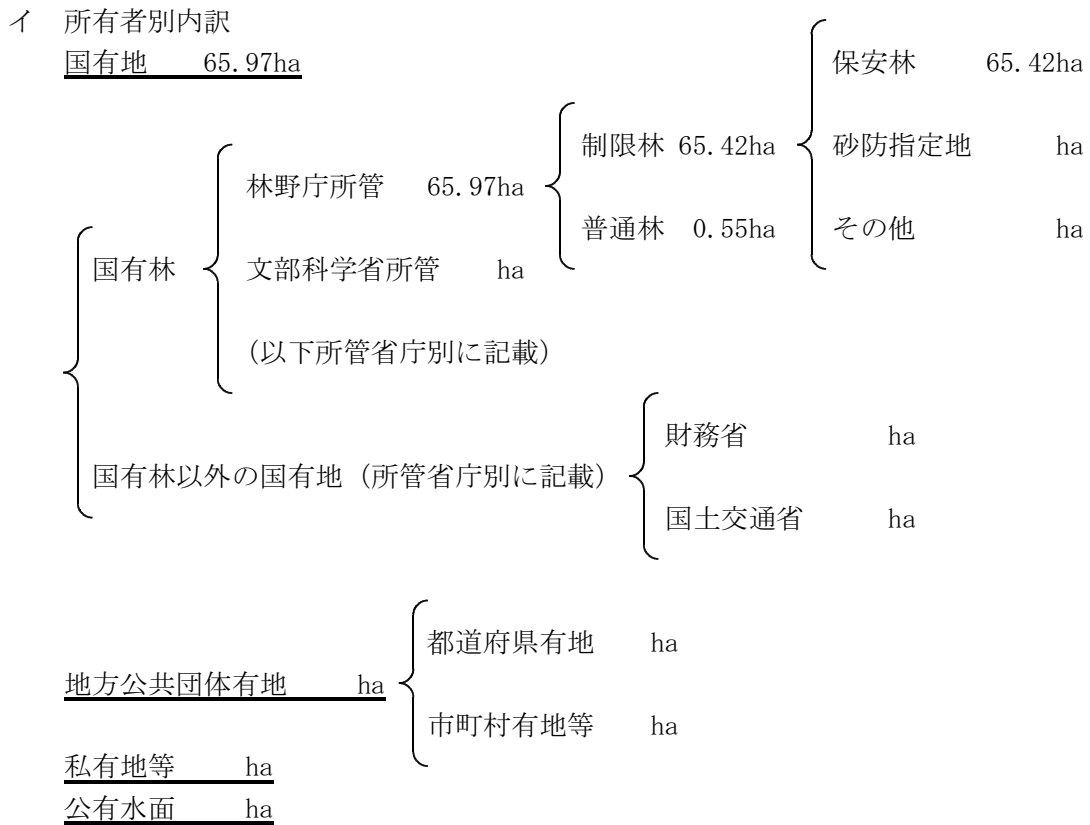 イ 所有者別内訳
国有地 65.97ha
保安林 65.42ha
制限林 65.42ha
砂防指定地 ha
林野庁所管 65.97ha
普通林 0.55ha
その他 ha
国有林
文部科学省所管 ha
(以下所管省庁別に記載)
財務省 ha
国有林以外の国有地(所管省庁別に記載)
国土交通省 ha
都道府県有地 ha
地方公共団体有地 ha
市町村有地等 ha
私有地等 ha
公有水面 ha